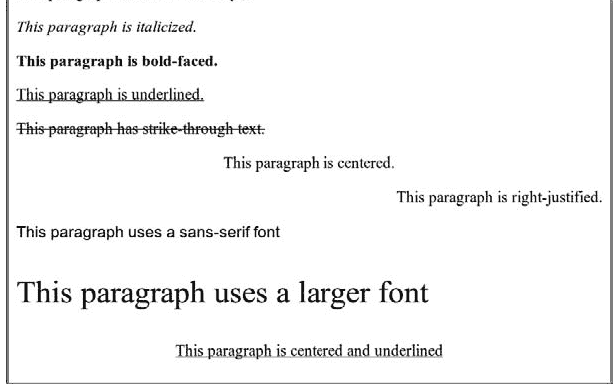 This paragraph is italicized.
This paragraph is bold-faced.
This paragraph is underlined.
This paragraph has strike-through text.
This paragraph is centered.
This paragraph is right-justified.
This paragraph uses a sans-serif font
This paragraph uses a larger font
This paragraph is centered and underlined